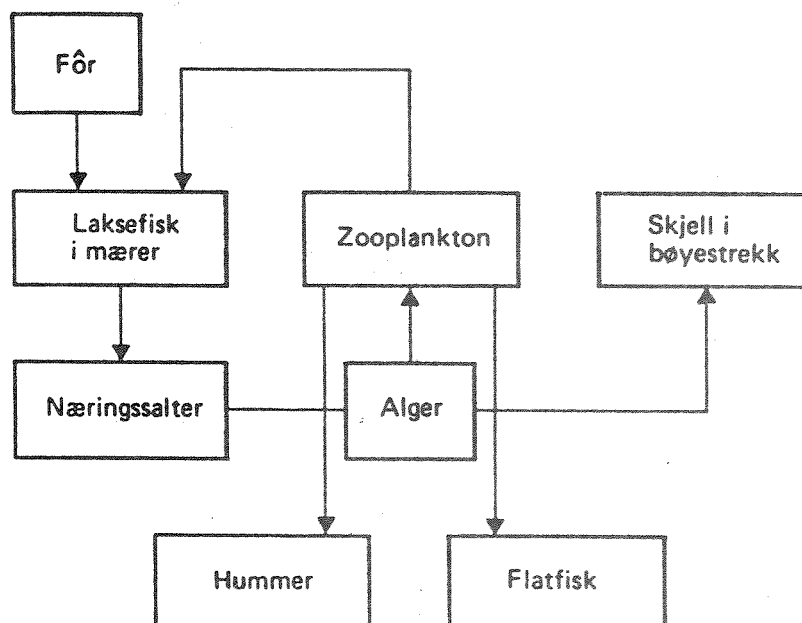 Fôr
Laksefisk
i mærer
Zooplankton
Skjell i
bøyestrekk
Næringssalter
Alger
Hummer
Flatfisk